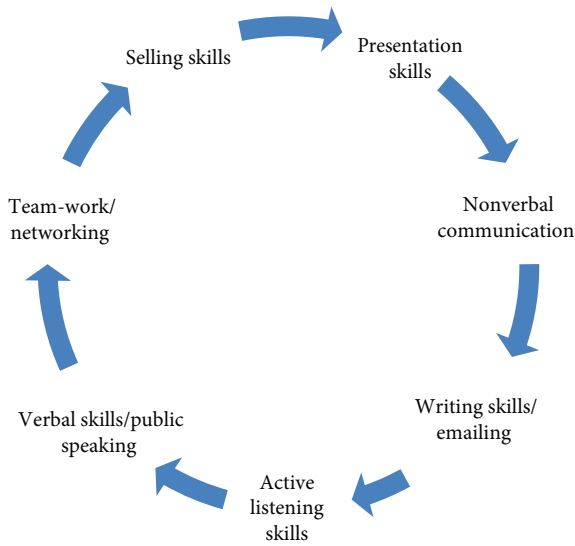 Selling skills
Presentation
skills
Nonverbal
communication
Writing skills/
emailing
Active
listening
skills
Verbal skills/public
speaking
Team-work/
networking